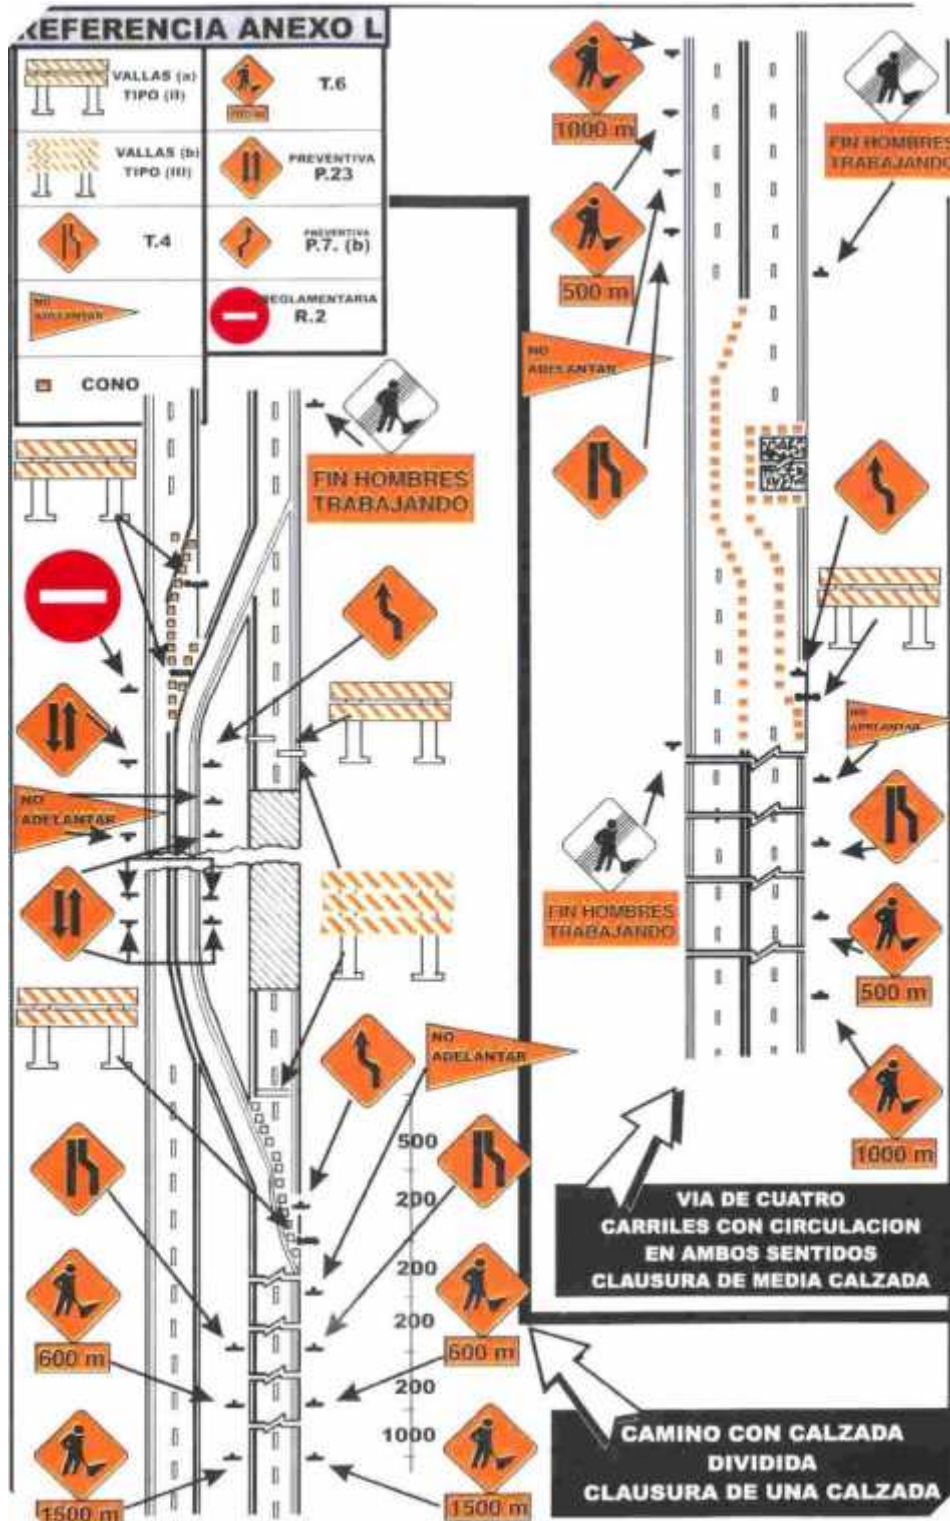 REFERENCIA ANEXO L
VALLAS (a)
TIPO (II)
T.6
VALLAS (b)
TIPO (III)
PREVENTIVA
P.23
T.4
PREVENTIVA
P.7. (b)
NO
ADELANTAR
REGLAMENTARIA
R.2
CONO
FIN HOMBRES
TRABAJANDO
NO
ADELANTAR
NO
ADELANTAR
500
200
200
200
200
1000
600 m
600 m
1500 m
1500 m
1000 m
500 m
FIN HOMBRES
TRABAJANDO
NO
ADELANTAR
NO
ADELANTAR
FIN HOMBRES
TRABAJANDO
500 m
1000 m
VIA DE CUATRO
CARRILES CON CIRCULACION
EN AMBOS SENTIDOS
CLAUSURA DE MEDIA CALZADA
CAMINO CON CALZADA
DIVIDIDA
CLAUSURA DE UNA CALZADA